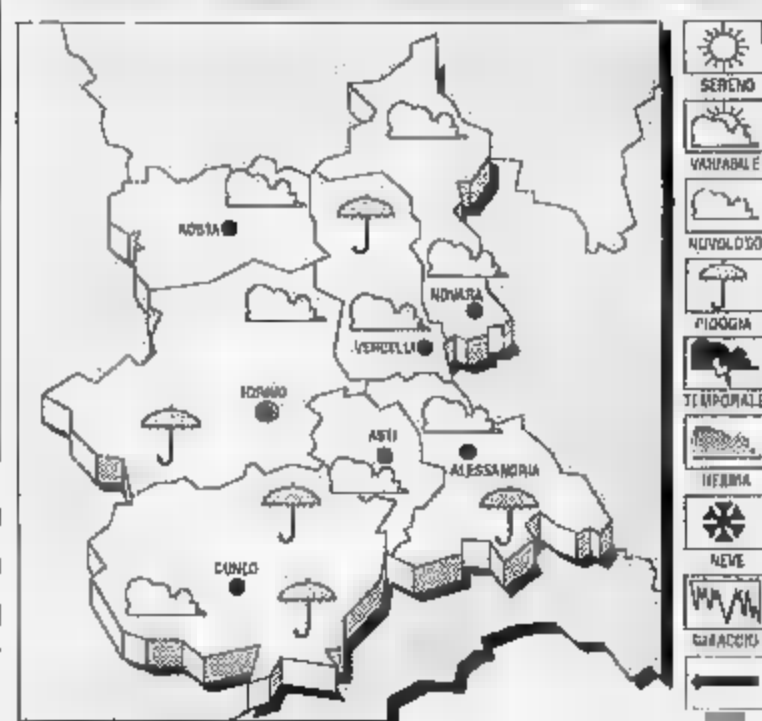 SERENO
VARIABILE
AOSTA
NUVOLOSO
NOVARA
PIOGGIA
VERCELLI
TORINO
TEMPORALE
ASTI
ALESSANDRIA
NEBBIA
NEVE
CUNEO
GHIACCIO